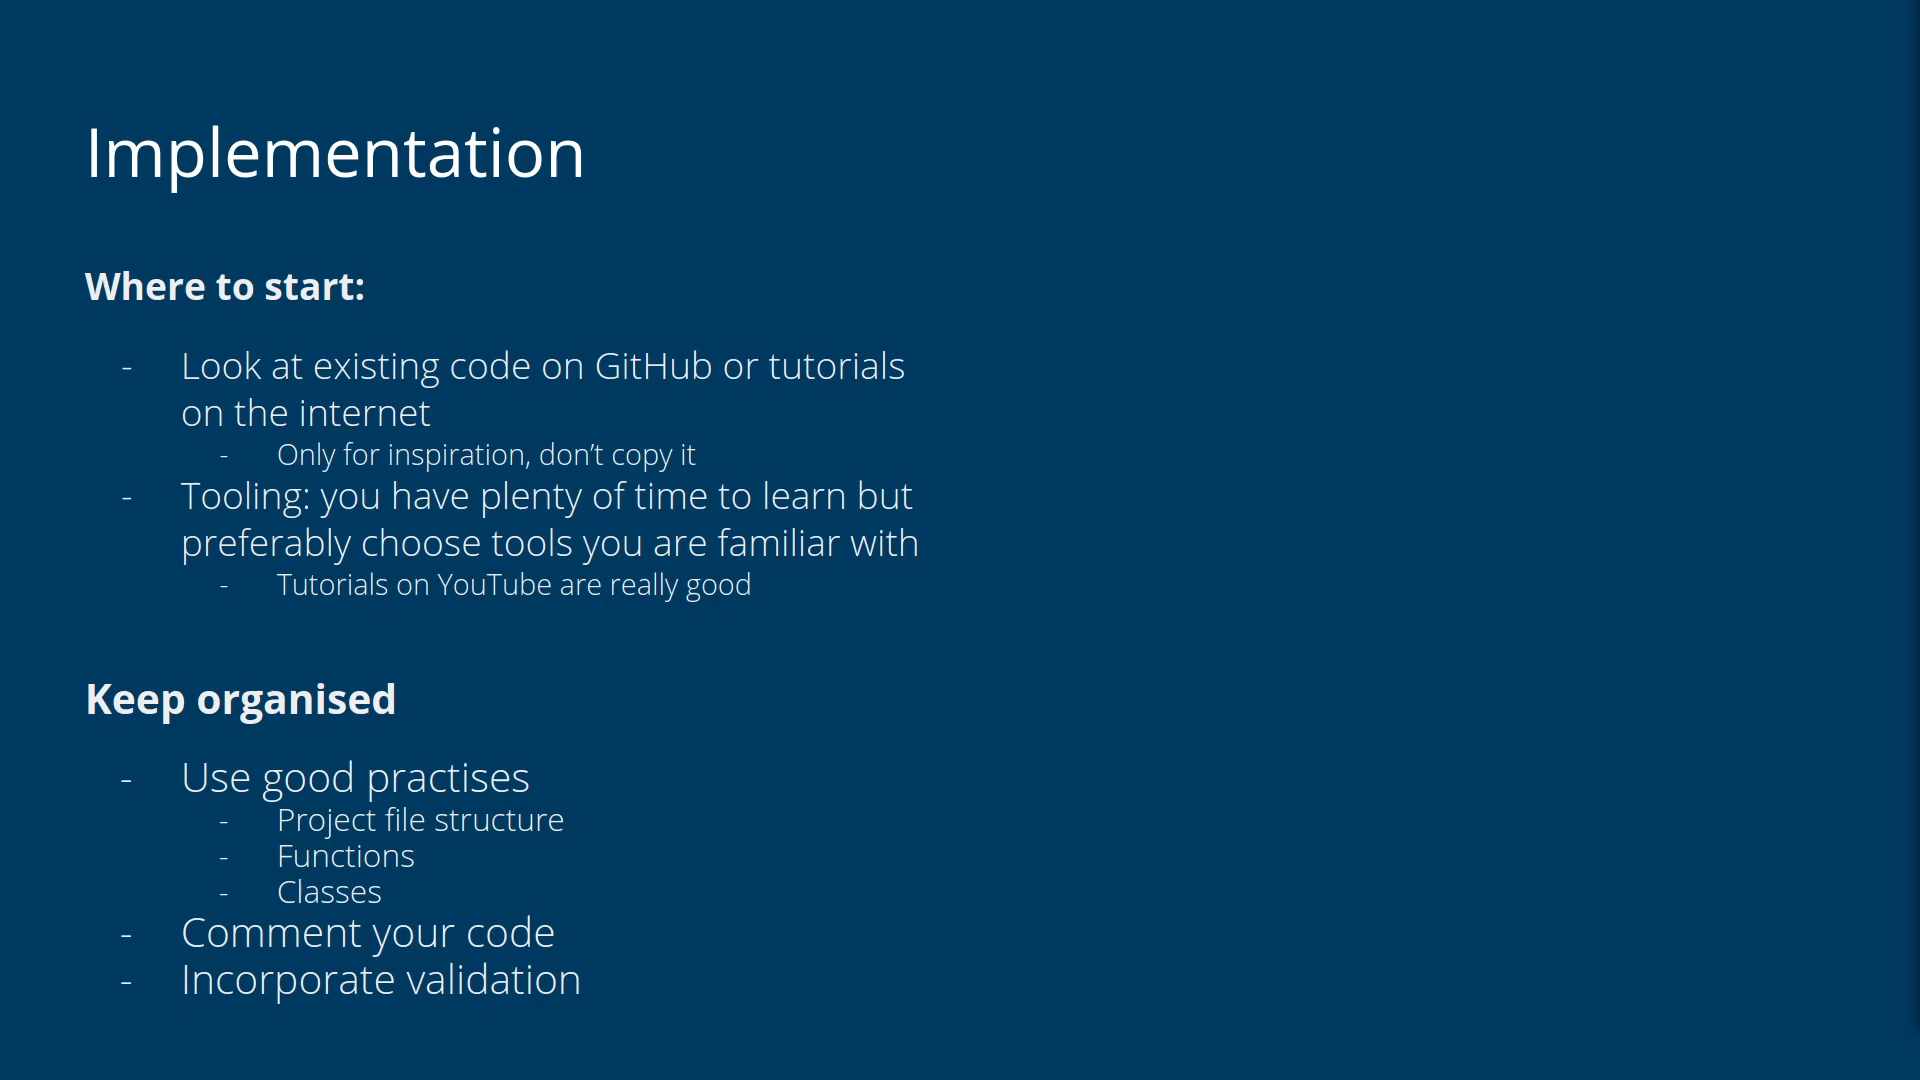 Implementation
Where to start:
- Look at existing code on GitHub or tutorials
on the internet
- Only for inspiration, don’t copy it
- Tooling: you have plenty of time to learn but
preferably choose tools you are familiar with
- Tutorials on YouTube are really good
Keep organised
- Use good practises
- Project file structure
- Functions
- Classes
- Comment your code
- Incorporate validation